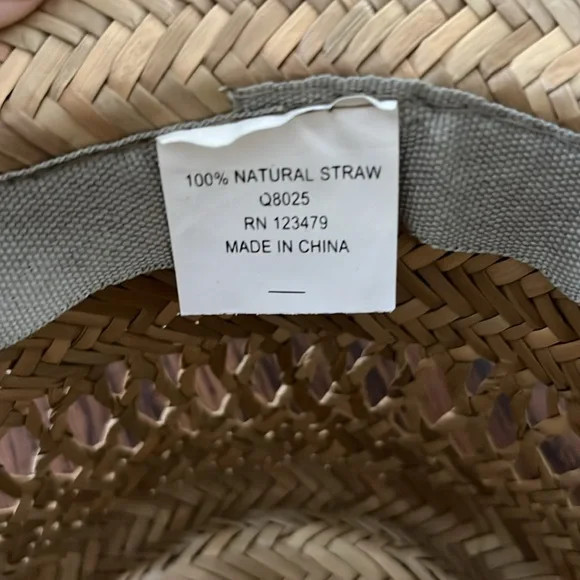 100% NATURAL STRAW
Q8025
RN 123479
MADE IN CHINA